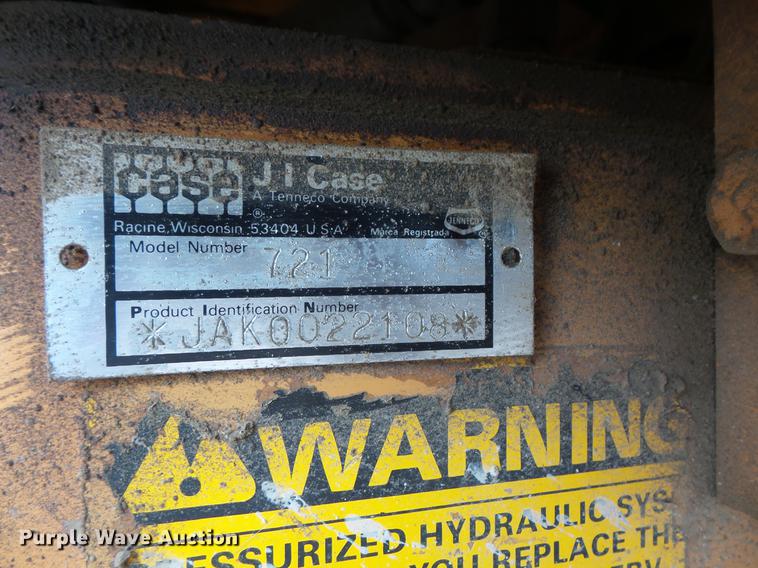 case
J I Case
A Tenneco Company
TENNECO
®
Racine, Wisconsin 53404 U.S.A. Marca Registrada ®
Model Number
721
Product Identification Number
*JAK0022108*
WARNING
ESSURIZED HYDRAULIC SYS-
YOU REPLACE THE
Purple Wave Auction